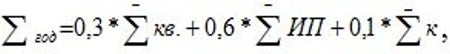 ∑ год = 0,3 * ∑̄ кв. + 0,6 * ∑̄ ИП + 0,1 * ∑̄ к ,